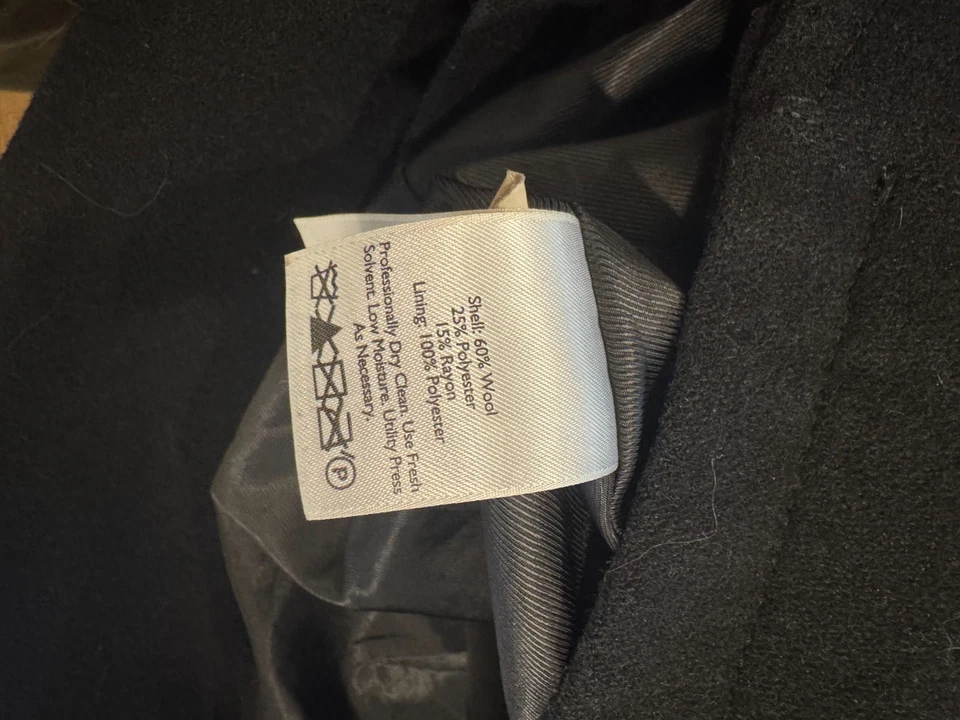 Shell: 60% Wool
25% Polyester
15% Rayon
Lining: 100% Polyester
Professionally Dry Clean. Use Fresh
Solvent. Low Moisture. Utility Press
As Necessary.
P